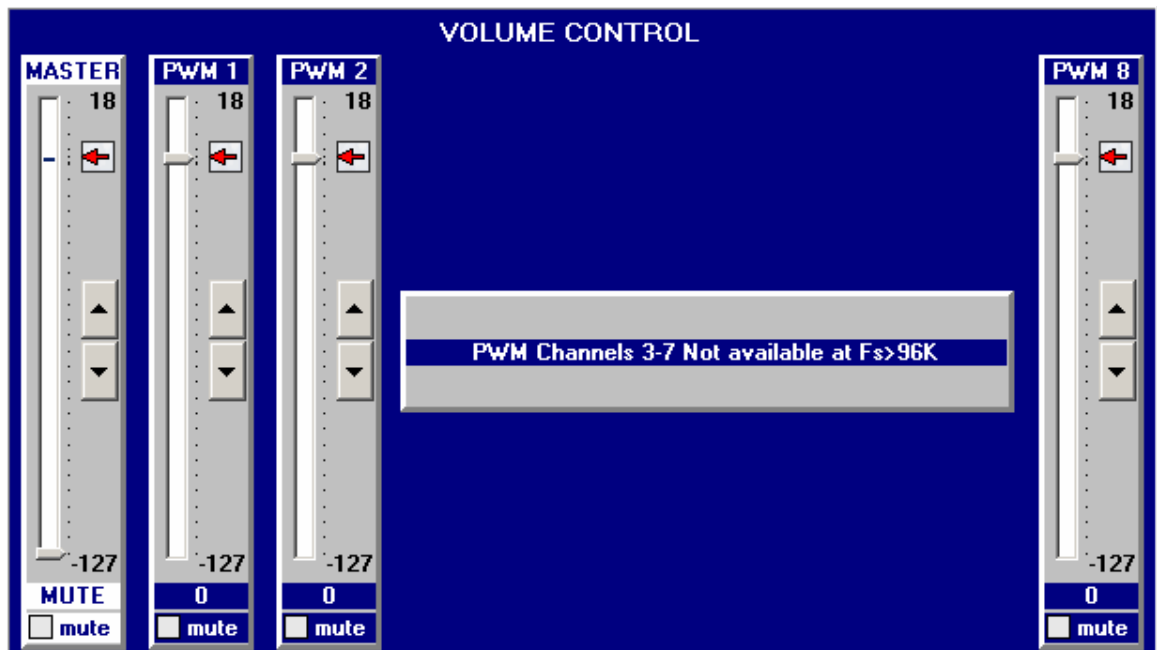 VOLUME CONTROL
MASTER PWM 1 PWM 2 PWM 8
18 18 18 18
PWM Channels 3-7 Not available at Fs>96K
-127 -127 -127 -127
MUTE 0 0 0
mute mute mute mute